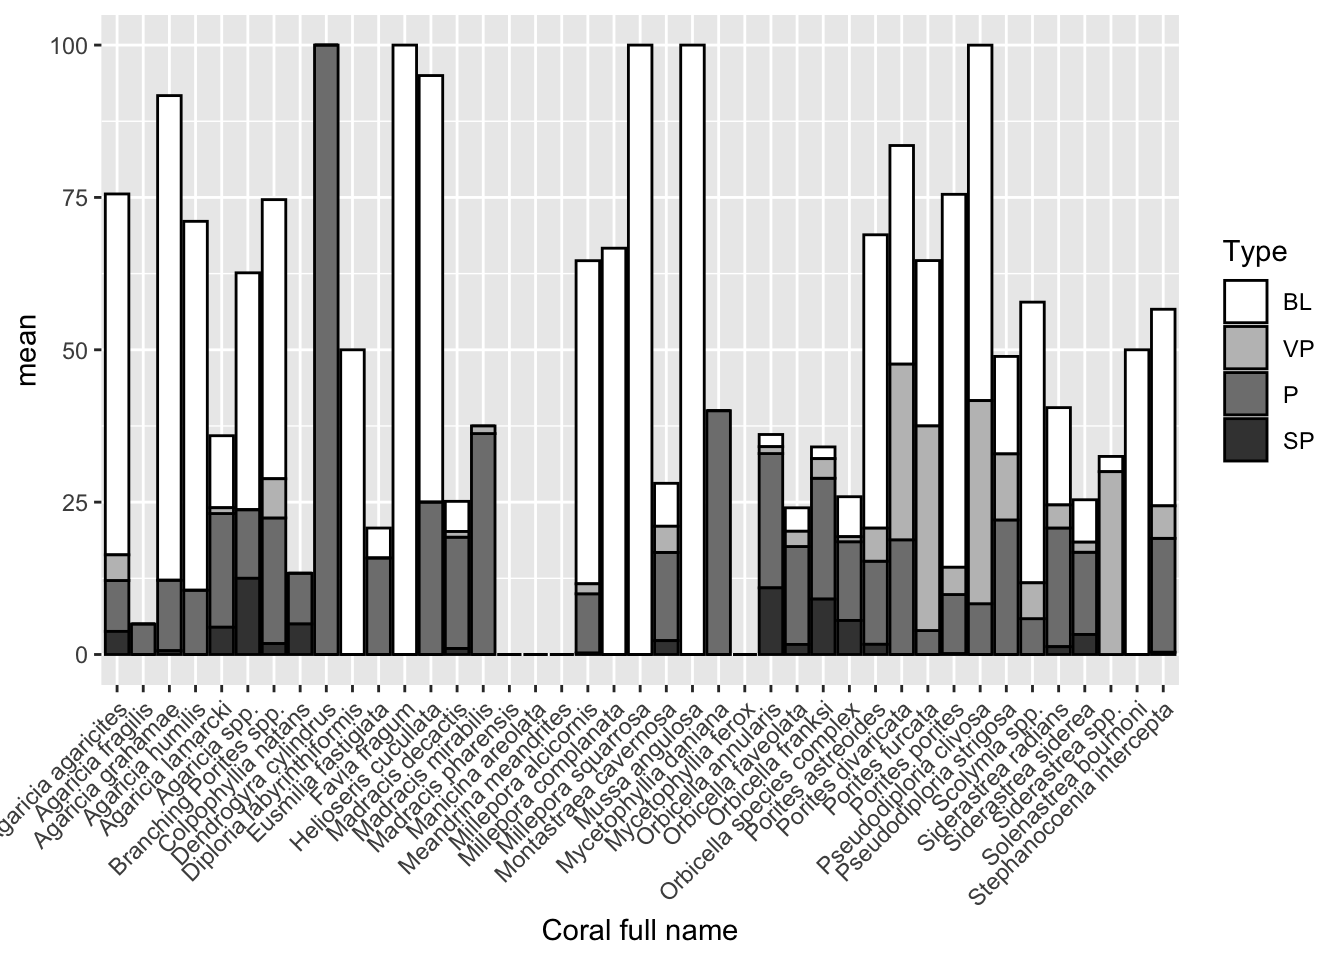 100
75
50
25
0
mean
garicia agaricites
Agaricia fragilis
Agaricia grahamae
Agaricia humilis
Agaricia lamarcki
Agaricia spp.
Branching Porites spp.
Colpophyllia natans
Dendrogyra cylindrus
Diploria labyrinthiformis
Eusmilia fastigiata
Favia fragum
Helioseris cucullata
Madracis decactis
Madracis mirabilis
Madracis pharensis
Manicina areolata
Meandrina meandrites
Millepora alcicornis
Millepora complanata
Millepora squarrosa
Montastraea cavernosa
Mussa angulosa
Mycetophyllia daniana
Mycetophyllia ferox
Orbicella annularis
Orbicella faveolata
Orbicella franksi
Orbicella species complex
Porites astreoides
Porites divaricata
Porites furcata
Porites porites
Pseudodiploria clivosa
Pseudodiploria strigosa
Scolymia spp.
Siderastrea radians
Siderastrea siderea
Siderastrea spp.
Solenastrea bournoni
Stephanocoenia intercepta
Coral full name
Type
BL
VP
P
SP